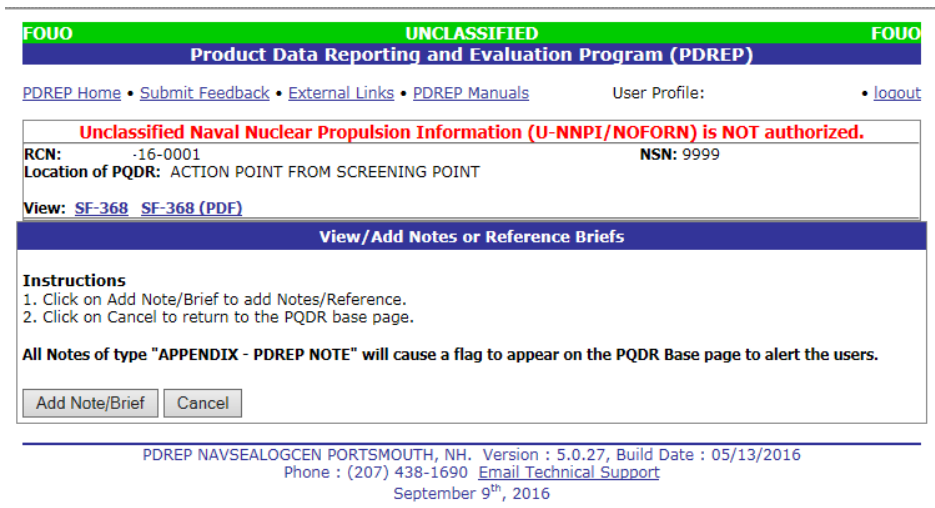 FOUO UNCLASSIFIED FOUO
Product Data Reporting and Evaluation Program (PDREP)
PDREP Home • Submit Feedback • External Links • PDREP Manuals User Profile: • logout
Unclassified Naval Nuclear Propulsion Information (U-NNPI/NOFORN) is NOT authorized.
RCN: -16-0001 NSN: 9999
Location of PQDR: ACTION POINT FROM SCREENING POINT
View: SF-368 SF-368 (PDF)
View/Add Notes or Reference Briefs
Instructions
1. Click on Add Note/Brief to add Notes/Reference.
2. Click on Cancel to return to the PQDR base page.
All Notes of type "APPENDIX - PDREP NOTE" will cause a flag to appear on the PQDR Base page to alert the users.
Add Note/Brief Cancel
PDREP NAVSEALOGCEN PORTSMOUTH, NH. Version : 5.0.27, Build Date : 05/13/2016
Phone : (207) 438-1690 Email Technical Support
September 9th, 2016